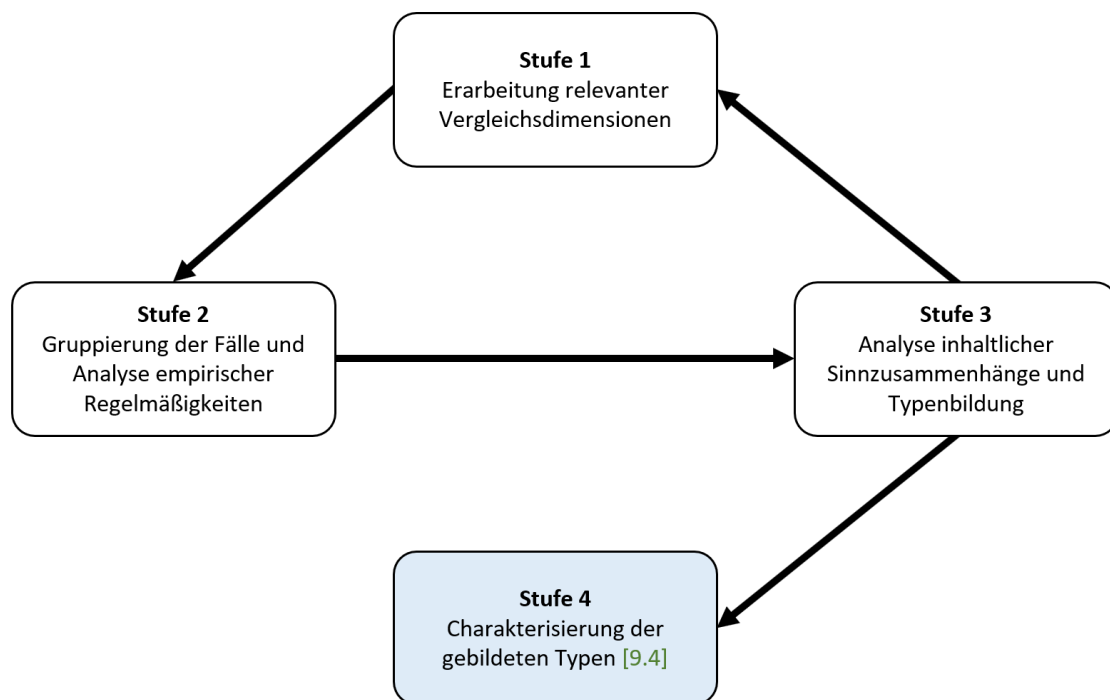 Stufe 1
Erarbeitung relevanter
Vergleichsdimensionen
Stufe 2
Gruppierung der Fälle und
Analyse empirischer
Regelmäßigkeiten
Stufe 3
Analyse inhaltlicher
Sinnzusammenhänge und
Typenbildung
Stufe 4
Charakterisierung der
gebildeten Typen [9.4]